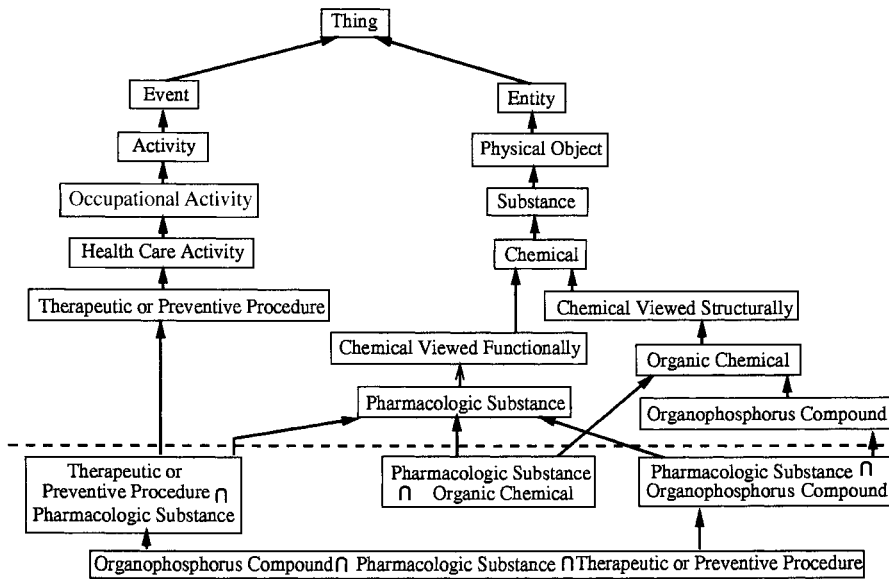 Thing
Event
Entity
Activity
Physical Object
Occupational Activity
Substance
Health Care Activity
Chemical
Therapeutic or Preventive Procedure
Chemical Viewed Structurally
Chemical Viewed Functionally
Organic Chemical
Pharmacologic Substance
Organophosphorus Compound
Therapeutic or
Preventive Procedure ∩
Pharmacologic Substance
Pharmacologic Substance
∩ Organic Chemical
Pharmacologic Substance ∩
Organophosphorus Compound
Organophosphorus Compound ∩ Pharmacologic Substance ∩ Therapeutic or Preventive Procedure